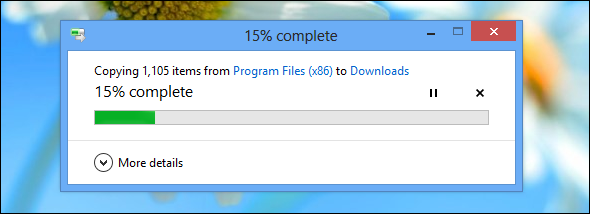 15% complete
Copying 1,105 items from Program Files (x86) to Downloads
15% complete
More details